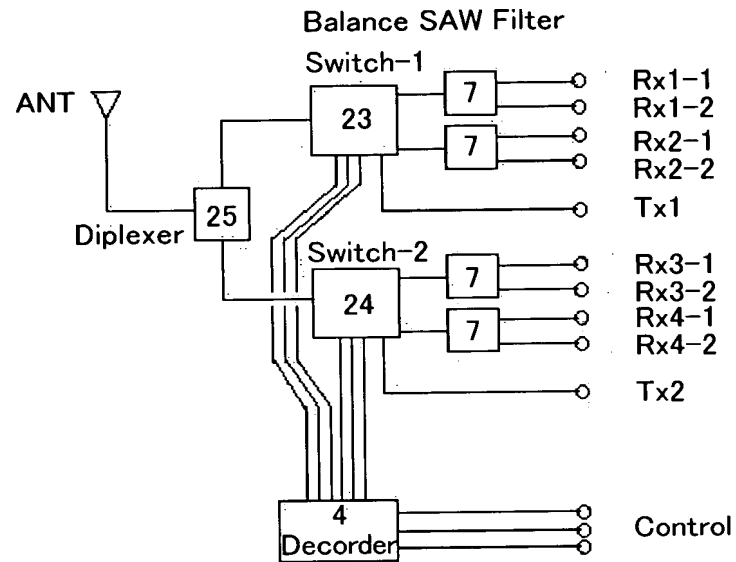 Balance SAW Filter
Switch-1
ANT
23
7
Rx1-1
Rx1-2
7
Rx2-1
Rx2-2
25
Diplexer
Tx1
Switch-2
24
7
Rx3-1
Rx3-2
7
Rx4-1
Rx4-2
Tx2
4
Decorder
Control